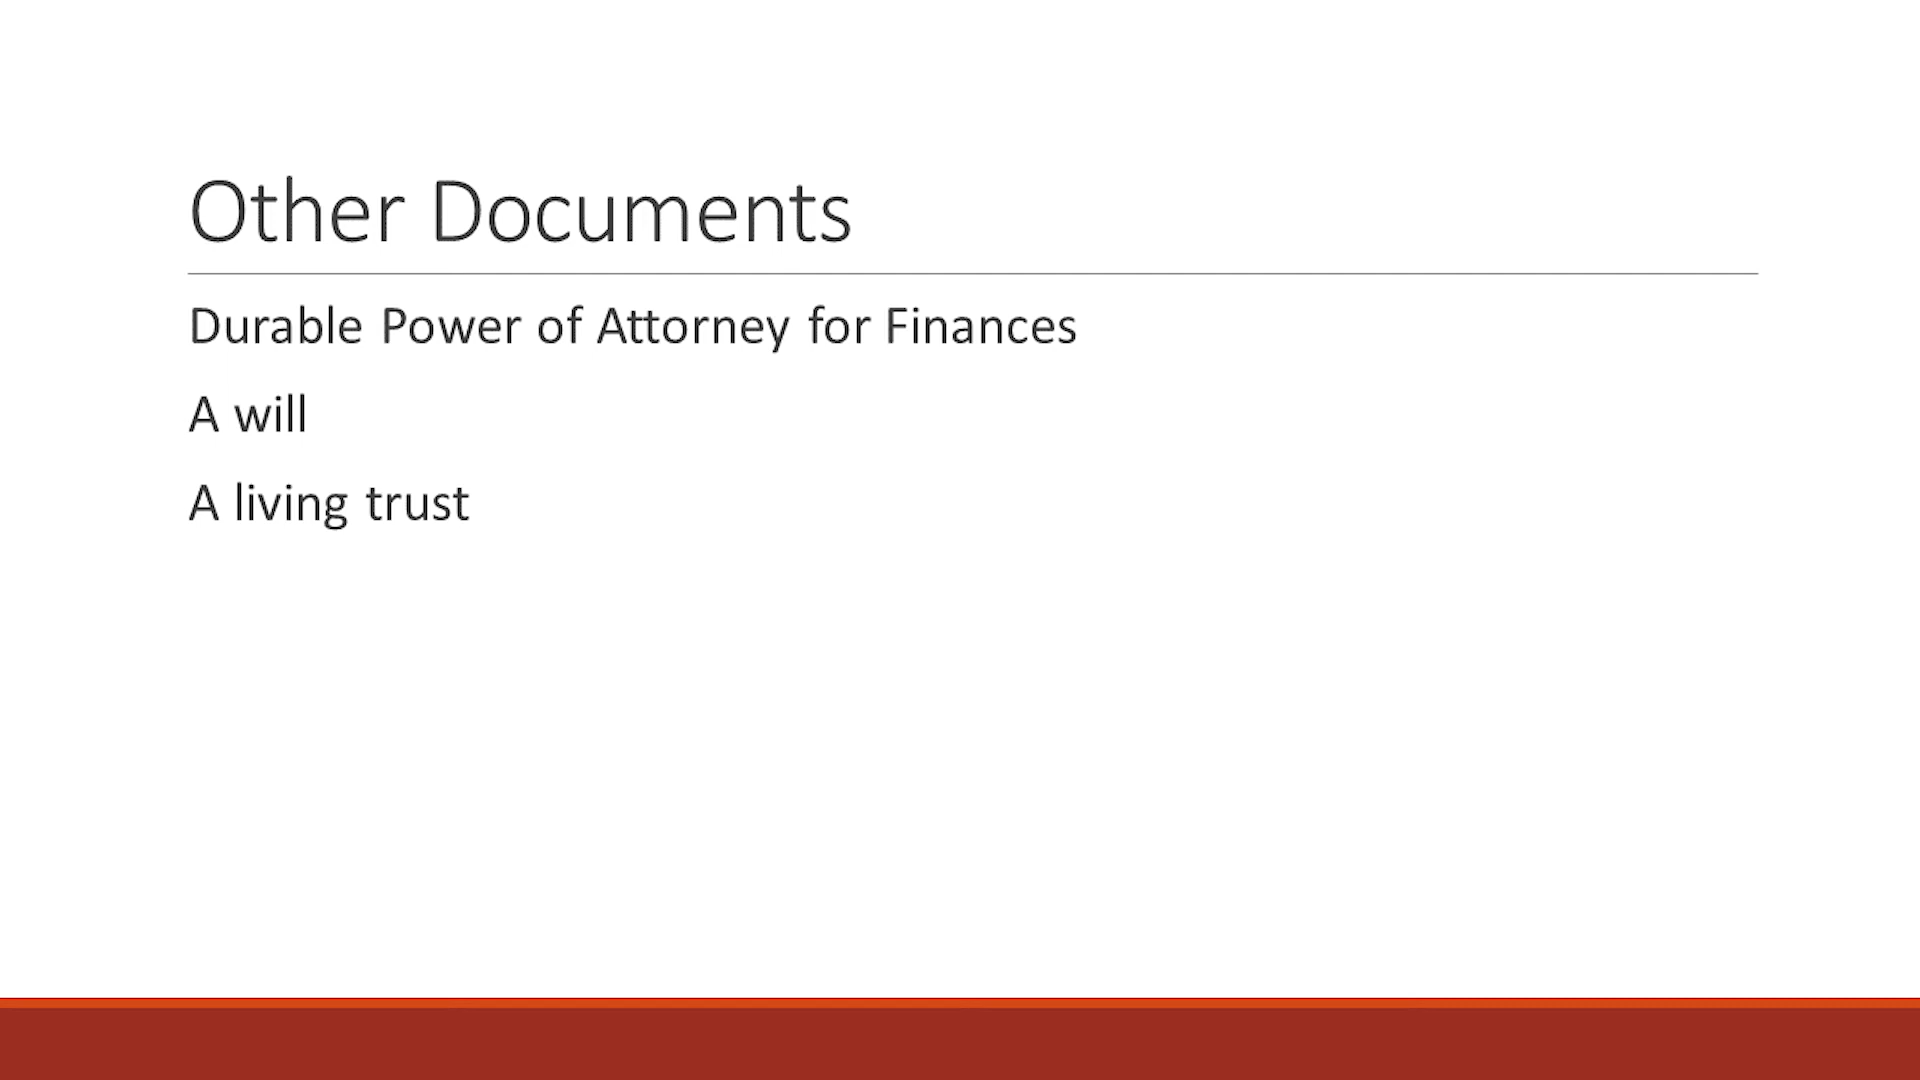 Other Documents
Durable Power of Attorney for Finances
A will
A living trust